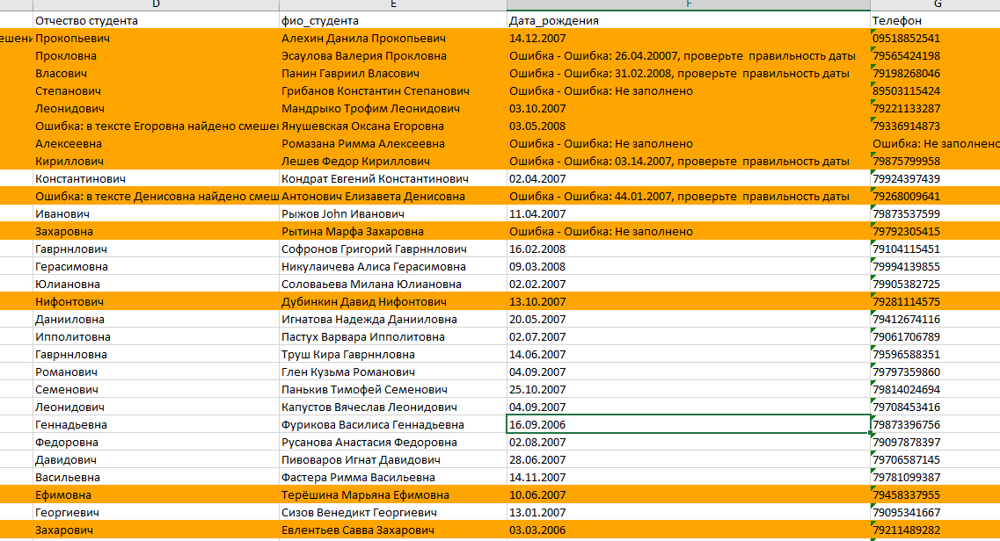 D E F G
Отчество студента фио_студента Дата_рождения Телефон
ешени Прокопьевич Алехин Данила Прокопьевич 14.12.2007 09518852541
Прокловна Эсаулова Валерия Прокловна Ошибка - Ошибка: 26.04.20007, проверьте правильность даты 79565424198
Власович Панин Гавриил Власович Ошибка - Ошибка: 31.02.2008, проверьте правильность даты 79198268046
Степанович Грибанов Константин Степанович Ошибка - Ошибка: Не заполнено 89503115424
Леонидович Мандрыко Трофим Леонидович 03.10.2007 79221133287
Ошибка: в тексте Егоровна найдено смешен Янушевская Оксана Егоровна 03.05.2008 79336914873
Алексеевна Ромазана Римма Алексеевна Ошибка - Ошибка: Не заполнено Ошибка: Не заполнено
Кириллович Лешев Федор Кириллович Ошибка - Ошибка: 03.14.2007, проверьте правильность даты 79875799958
Константинович Кондрат Евгений Константинович 02.04.2007 79924397439
Ошибка: в тексте Денисовна найдено смеш Антонович Елизавета Денисовна Ошибка - Ошибка: 44.01.2007, проверьте правильность даты 79268009641
Иванович Рыжов John Иванович 11.04.2007 79873537599
Захаровна Рытина Марфа Захаровна Ошибка - Ошибка: Не заполнено 79792305415
Гаврннлович Софронов Григорий Гаврннлович 16.02.2008 79104115451
Герасимовна Никулаичева Алиса Герасимовна 09.03.2008 79994139855
Юлиановна Соловаьева Милана Юлиановна 02.02.2007 79905382725
Нифонтович Дубинкин Давид Нифонтович 13.10.2007 79281114575
Данииловна Игнатова Надежда Данииловна 20.05.2007 79412674116
Ипполитовна Пастух Варвара Ипполитовна 02.07.2007 79061706789
Гаврннловна Труш Кира Гаврннловна 14.06.2007 79596588351
Романович Глен Кузьма Романович 04.09.2007 79797359860
Семенович Панькив Тимофей Семенович 25.10.2007 79814024694
Леонидович Капустов Вячеслав Леонидович 04.09.2007 79708453416
Геннадьевна Фурикова Василиса Геннадьевна 16.09.2006 79873396756
Федоровна Русанова Анастасия Федоровна 02.08.2007 79097878397
Давидович Пивоваров Игнат Давидович 28.06.2007 79706587145
Васильевна Фастера Римма Васильевна 14.11.2007 79781099387
Ефимовна Терёшина Марьяна Ефимовна 10.06.2007 79458337955
Георгиевич Сизов Венедикт Георгиевич 13.01.2007 79095341667
Захарович Евлентьев Савва Захарович 03.03.2006 79211489282